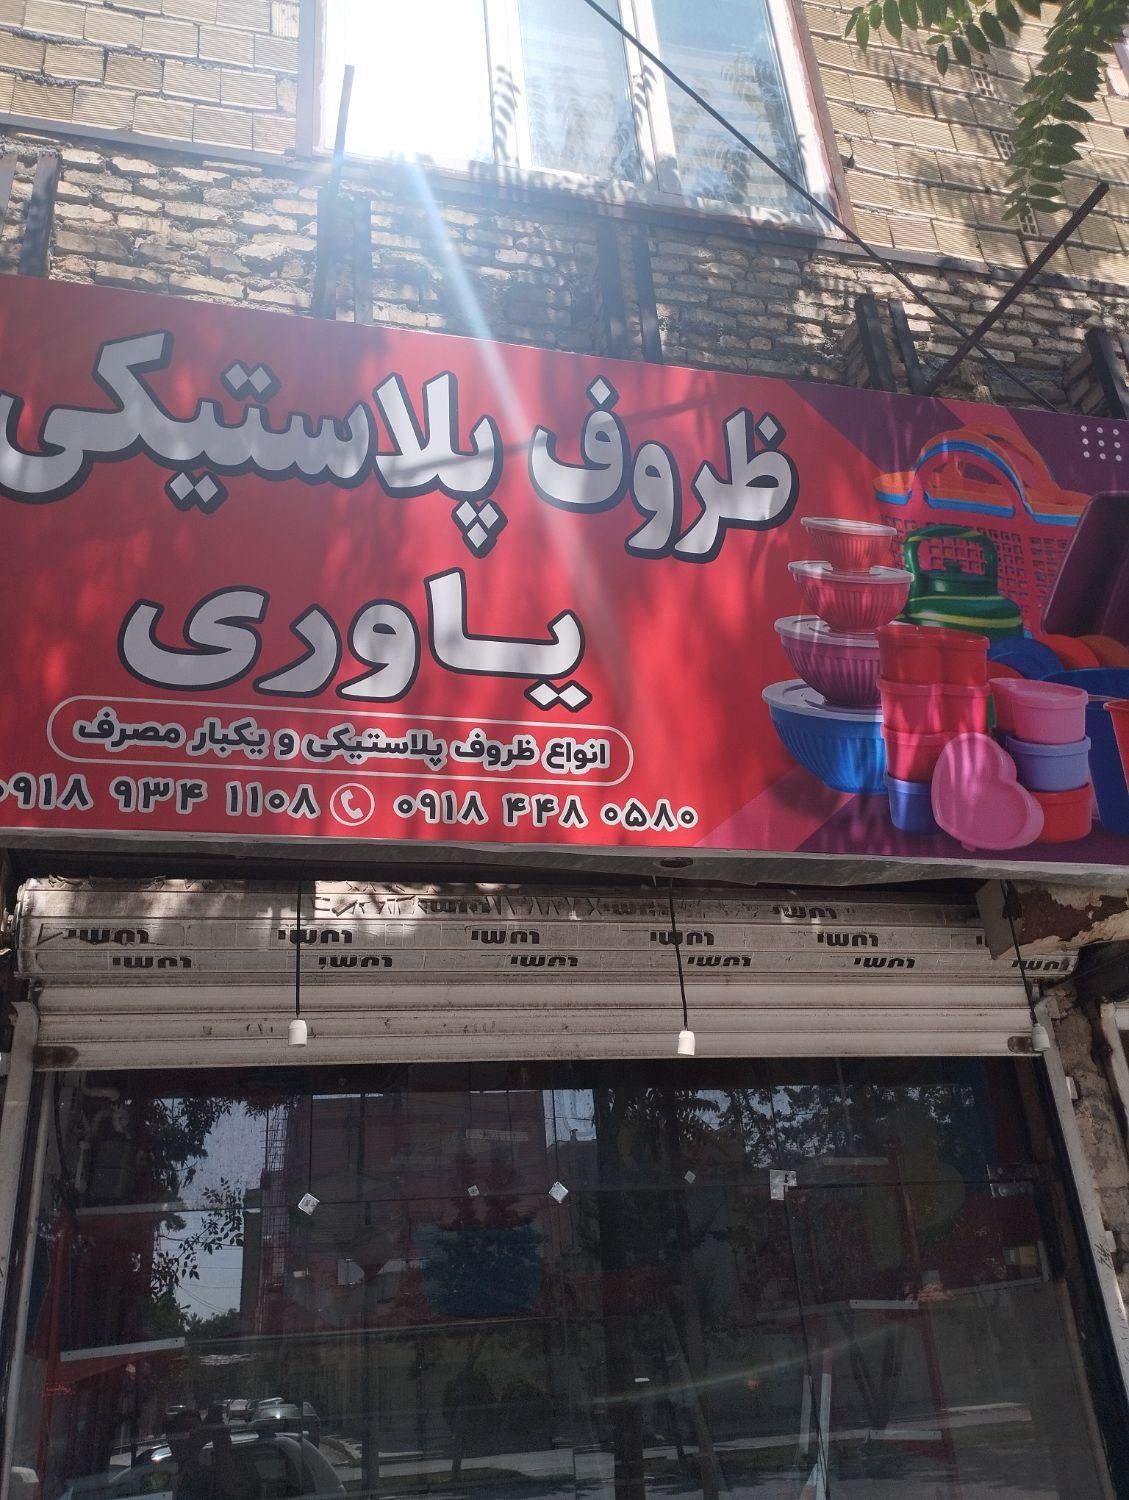 ظروف پلاستیکی
یاوری
انواع ظروف پلاستیکی و یکبار مصرف
۰۹۱۸ ۴۴۸ ۰۵۸۰
۰۹۱۸ ۹۳۴ ۱۱۰۸